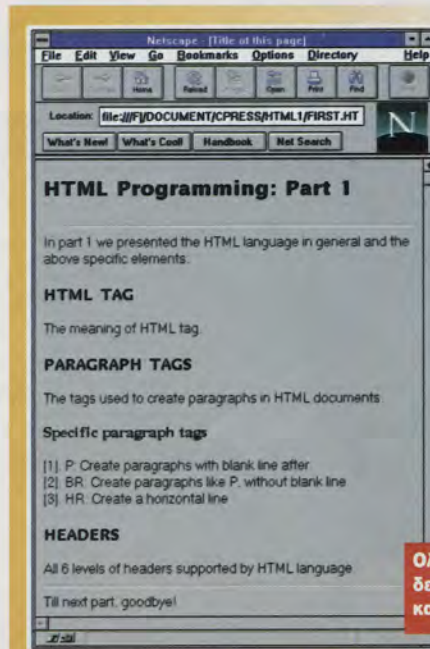 Netscape - [Title of this page]
File Edit View Go Bookmarks Options Directory Help
Home Reload Open Print Find
Location: file:///F|/DOCUMENT/CPRESS/HTML1/FIRST.HT
N
What's New! What's Cool! Handbook Net Search
HTML Programming: Part 1
In part 1 we presented the HTML language in general and the
above specific elements.
HTML TAG
The meaning of HTML tag.
PARAGRAPH TAGS
The tags used to create paragraphs in HTML documents
Specific paragraph tags
[1]. P: Create paragraphs with blank line after
[2]. BR: Create paragraphs like P, without blank line
[3]. HR: Create a horizontal line
HEADERS
All 6 levels of headers supported by HTML language
Till next part, goodbye!